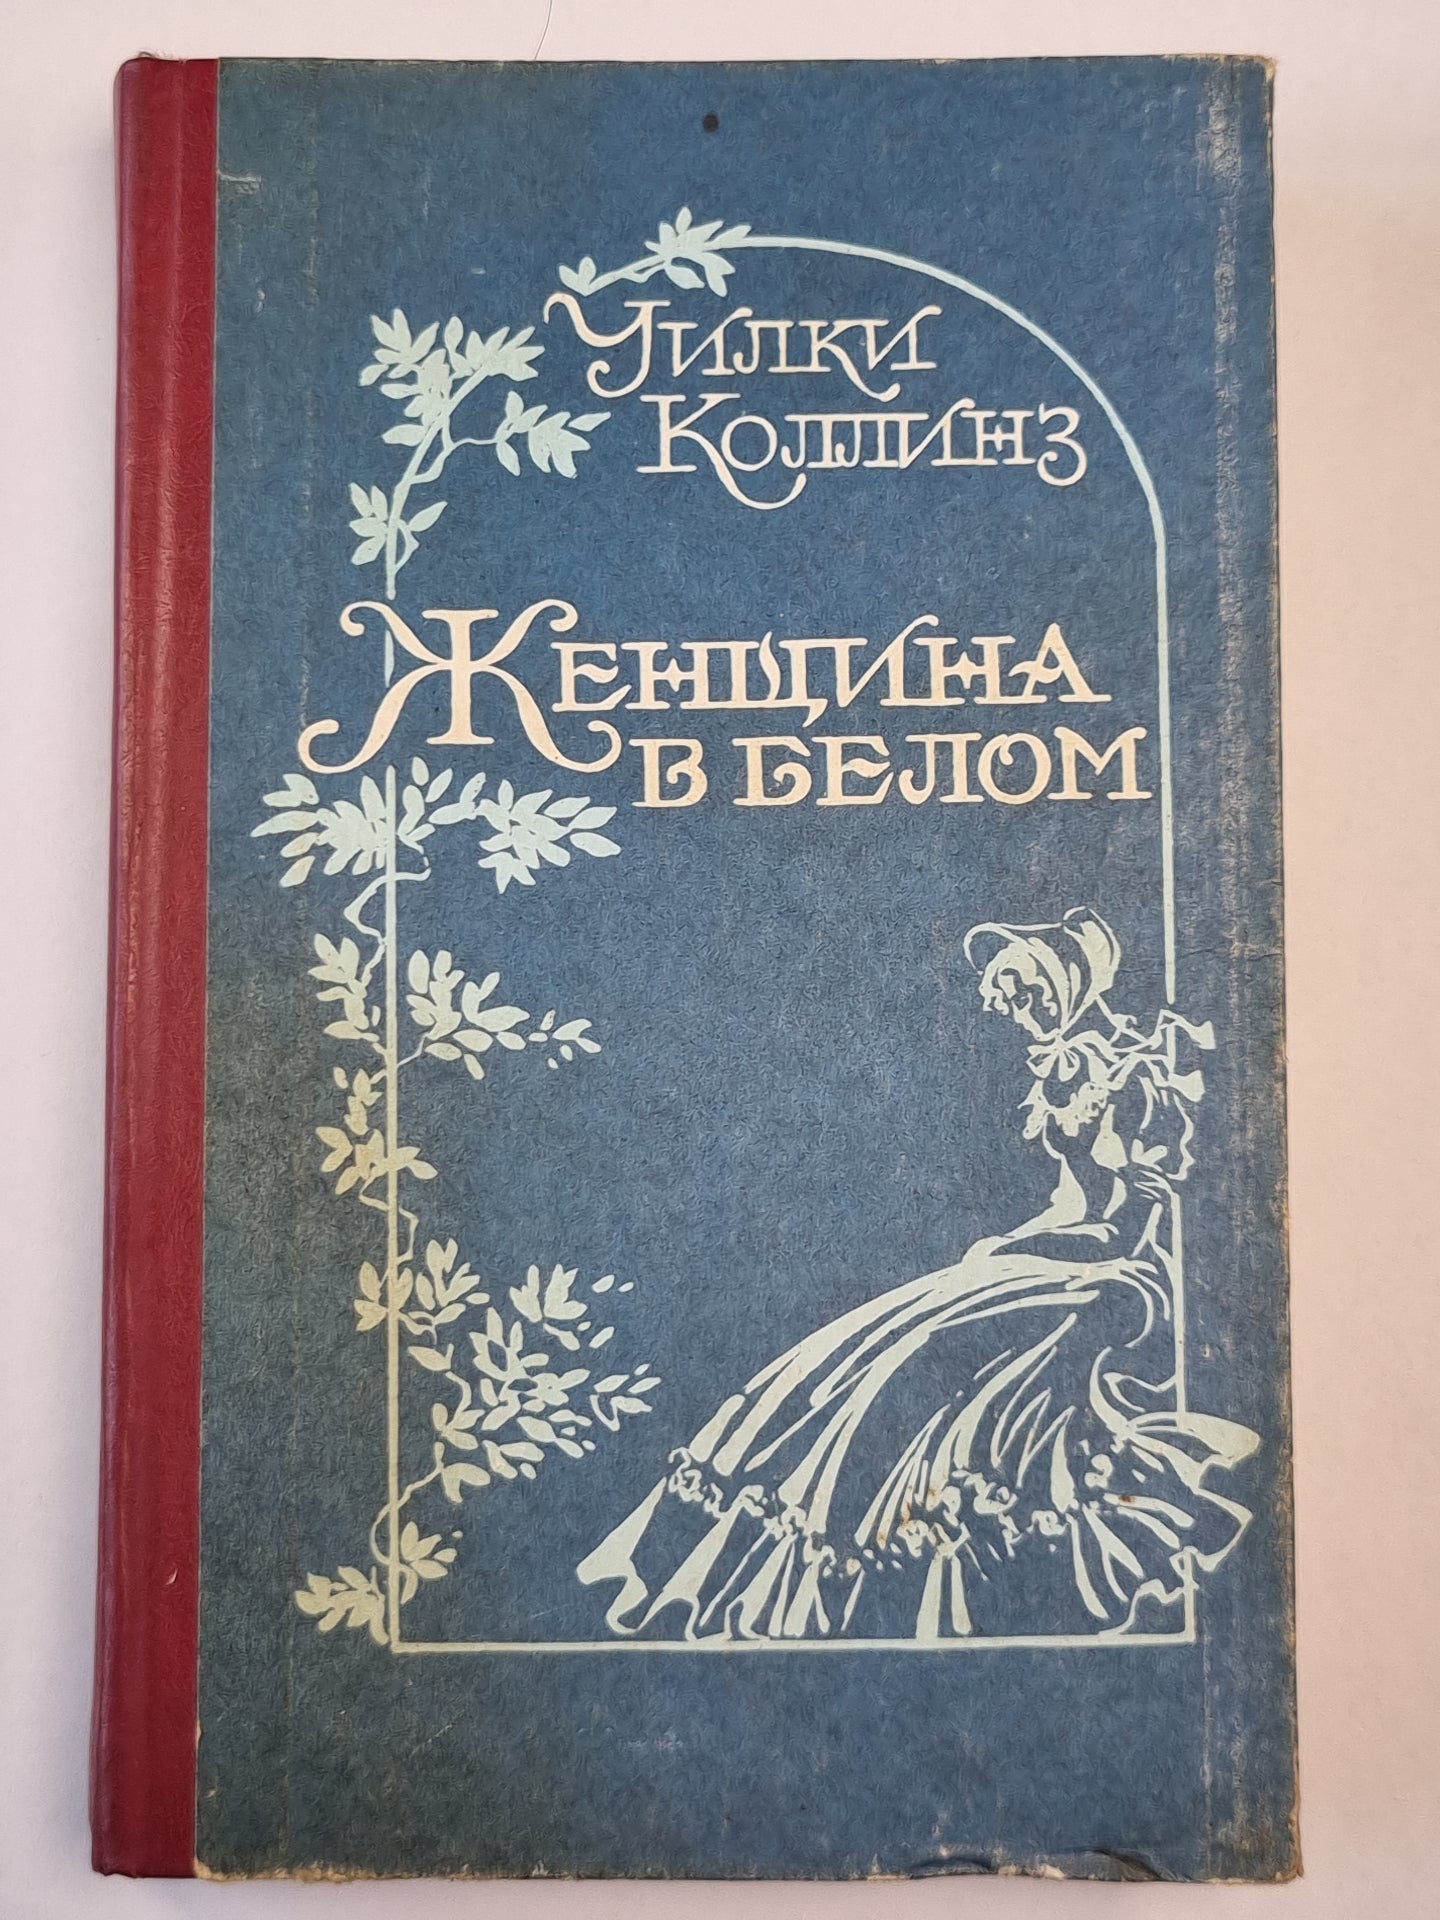 Уилки
Коллинз
Женщина
в белом